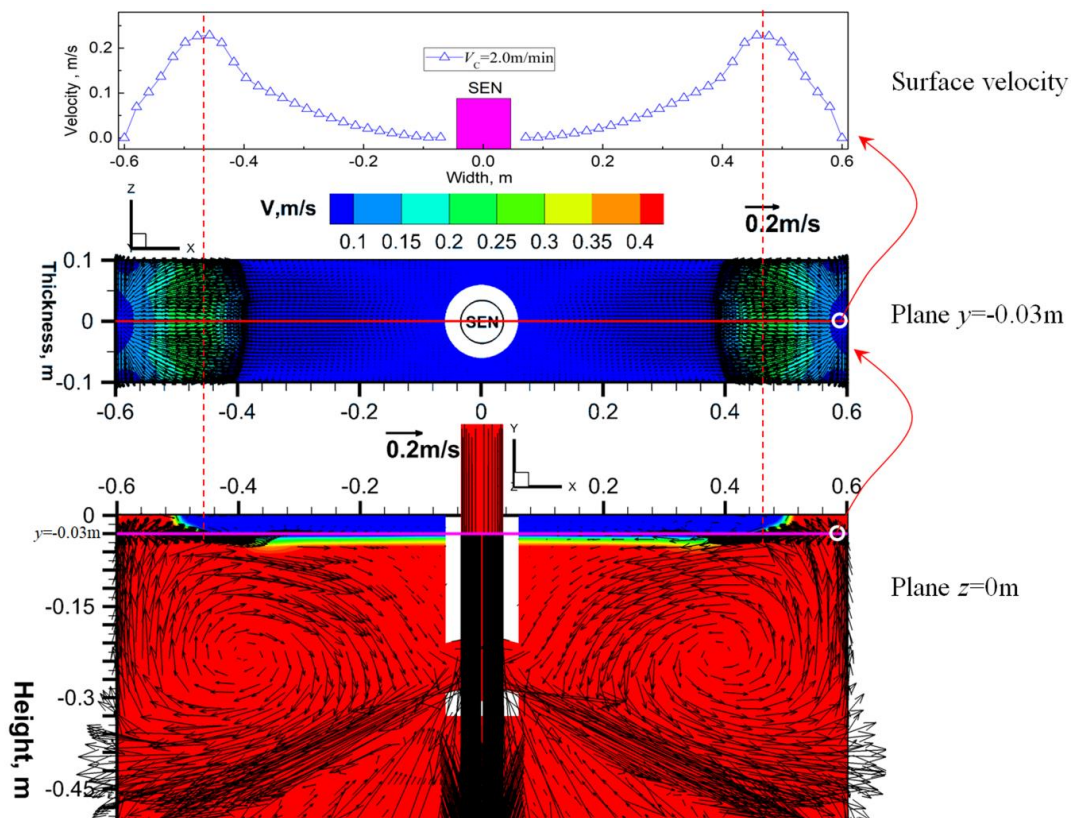 Velocity , m/s
0.2
0.1
0.0
V_C=2.0m/min
SEN
-0.6
-0.4
-0.2
0.0
0.2
0.4
0.6
Width, m
Surface velocity
Z
Y
X
V,m/s
0.1 0.15 0.2 0.25 0.3 0.35 0.4
0.2m/s
Thickness, m
0.1
0
-0.1
SEN
-0.6 -0.4 -0.2 0 0.2 0.4 0.6
Plane y=-0.03m
0.2m/s
Y
Z
X
-0.6 -0.4 -0.2 0.2 0.4 0.6
0
y=-0.03m
-0.15
-0.3
-0.45
Height, m
Plane z=0m